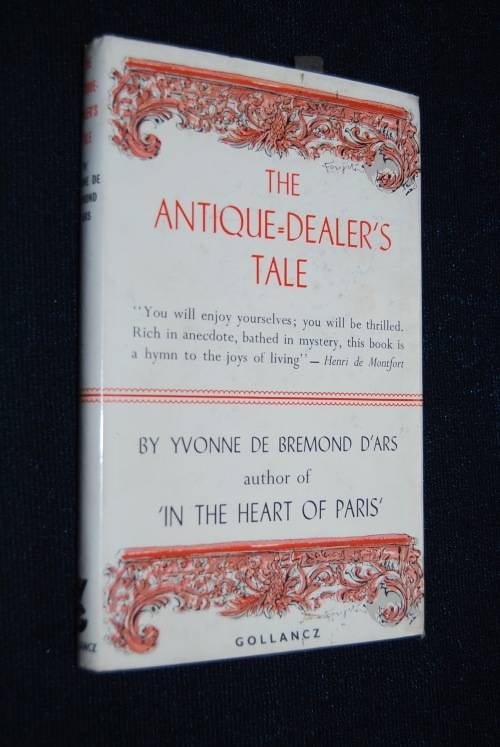 THE
ANTIQUE=DEALER'S
TALE
"You will enjoy yourselves; you will be thrilled.
Rich in anecdote, bathed in mystery, this book is
a hymn to the joys of living"— Henri de Montfort
BY YVONNE DE BREMOND D'ARS
author of
'IN THE HEART OF PARIS'
GOLLANCZ